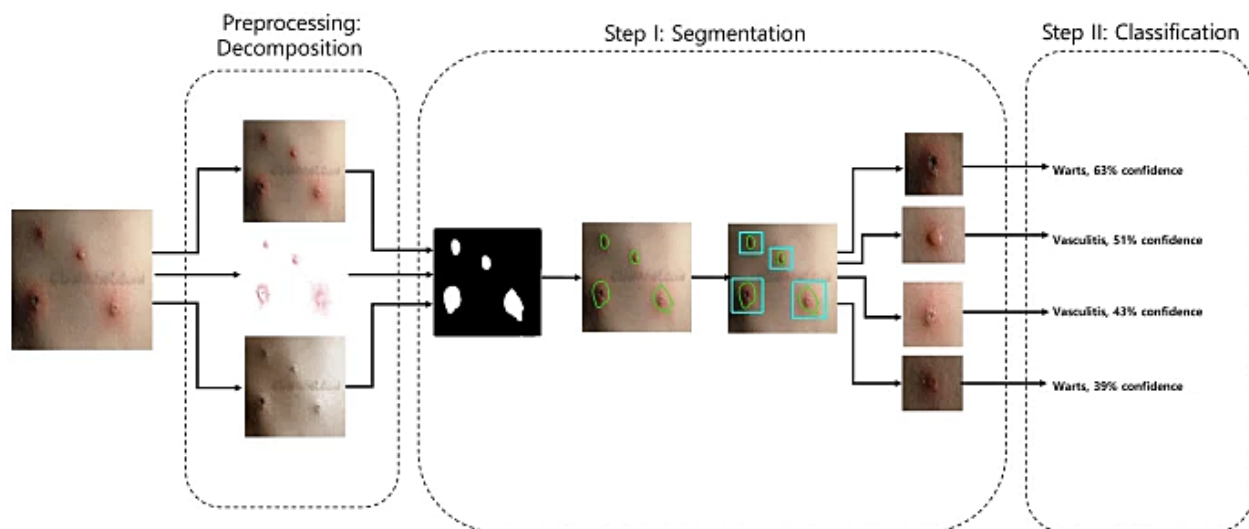 Preprocessing:
Decomposition
Step I: Segmentation
Step II: Classification
Warts, 63% confidence
Vasculitis, 51% confidence
Vasculitis, 43% confidence
Warts, 39% confidence